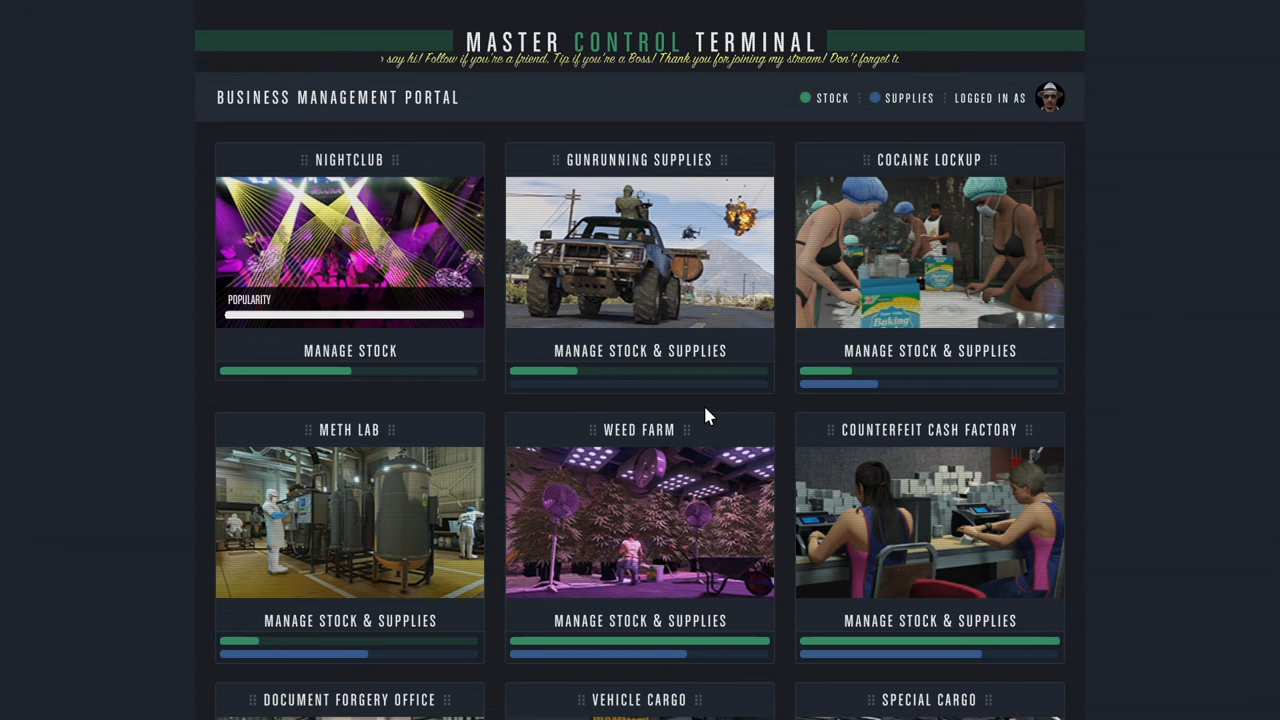 MASTER CONTROL TERMINAL
say hi! Follow if you're a friend, Tip if you're a Boss! Thank you for joining my stream! Don't forget
BUSINESS MANAGEMENT PORTAL
STOCK
SUPPLIES
LOGGED IN AS
NIGHTCLUB
GUNRUNNING SUPPLIES
COCAINE LOCKUP
POPULARITY
Baking
MANAGE STOCK
MANAGE STOCK & SUPPLIES
MANAGE STOCK & SUPPLIES
METH LAB
WEED FARM
COUNTERFEIT CASH FACTORY
MANAGE STOCK & SUPPLIES
MANAGE STOCK & SUPPLIES
MANAGE STOCK & SUPPLIES
DOCUMENT FORGERY OFFICE
VEHICLE CARGO
SPECIAL CARGO